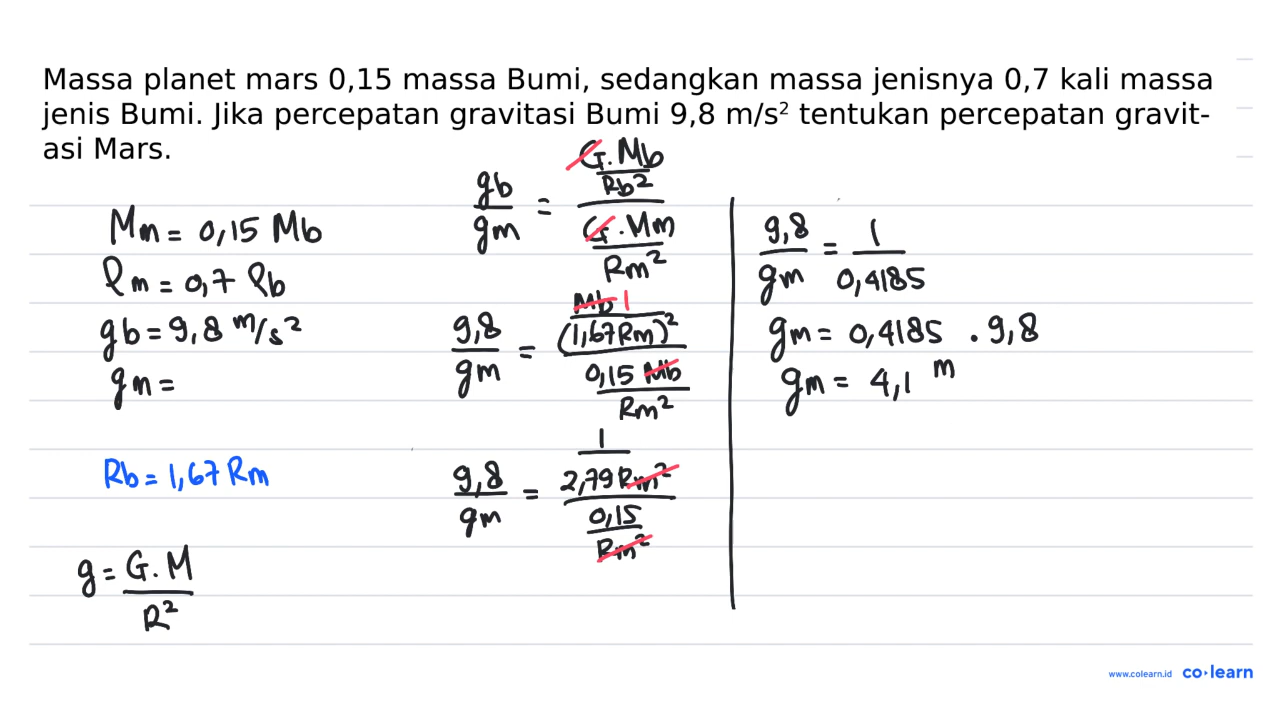 Massa planet mars 0,15 massa Bumi, sedangkan massa jenisnya 0,7 kali massa
jenis Bumi. Jika percepatan gravitasi Bumi 9,8 m/s² tentukan percepatan gravit-
asi Mars.
Mm = 0,15 Mb
ρm = 0,7 ρb
gb = 9,8 m/s²
gm =
Rb = 1,67 Rm
g = G.M
R²
gb = G.Mb
Rb²
gm G.Mm
Rm²
Mb 1
9,8 = (1,67Rm)²
gm 0,15 Mb
Rm²
1
9,8 = 2,79Rm²
gm 0,15
Rm²
9,8 = 1
gm 0,4185
gm = 0,4185 . 9,8
gm = 4,1 m
www.colearn.id co·learn